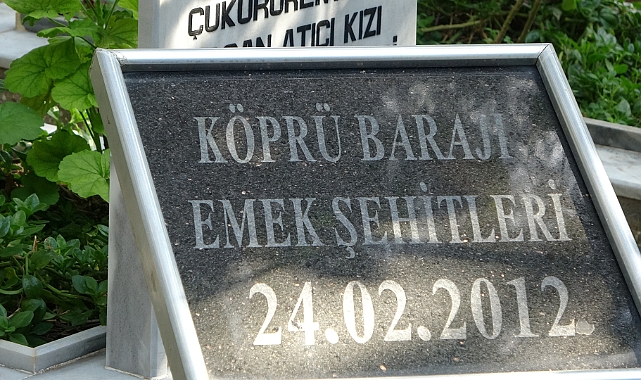 ATICI KIZI
KÖPRÜ BARAJI
EMEK ŞEHİTLERİ
24.02.2012.